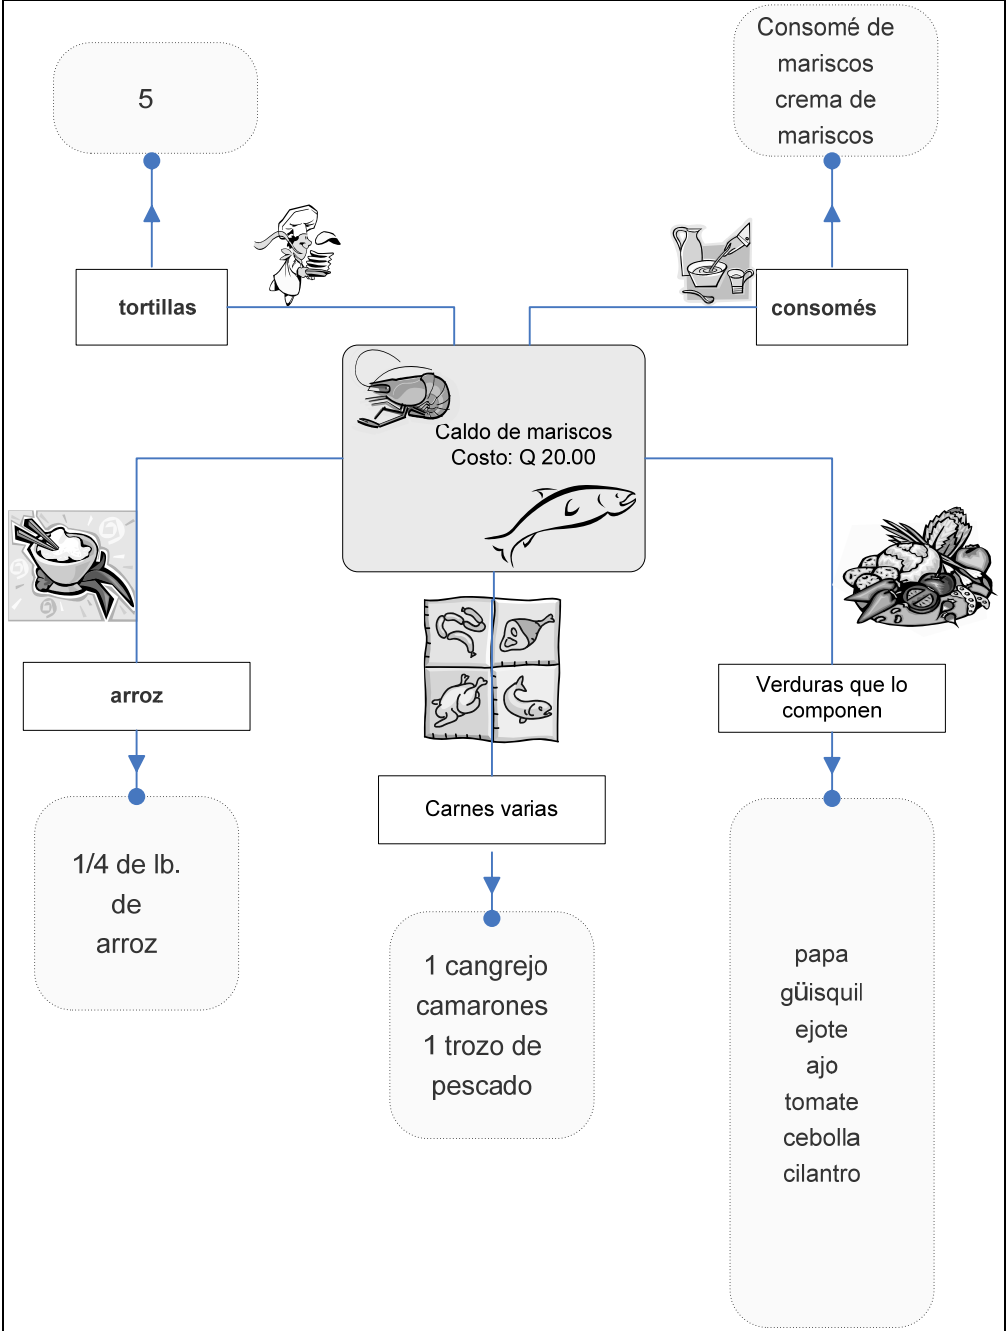 5
Consomé de
mariscos
crema de
mariscos
tortillas
consomés
Caldo de mariscos
Costo: Q 20.00
arroz
Verduras que lo
componen
Carnes varias
1/4 de lb.
de
arroz
1 cangrejo
camarones
1 trozo de
pescado
papa
güisquil
ejote
ajo
tomate
cebolla
cilantro